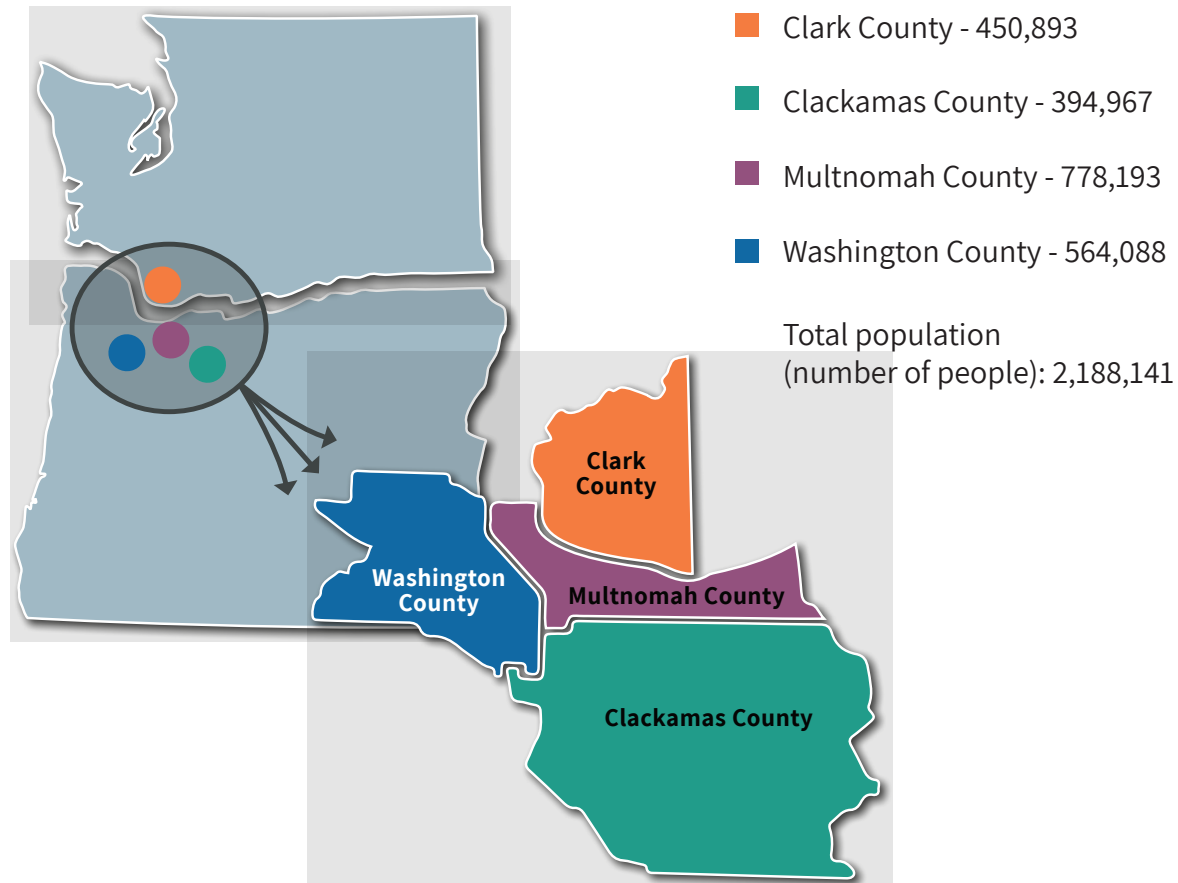 Clark County - 450,893
Clackamas County - 394,967
Multnomah County - 778,193
Washington County - 564,088
Total population
(number of people): 2,188,141
Clark
County
Washington
County
Multnomah County
Clackamas County